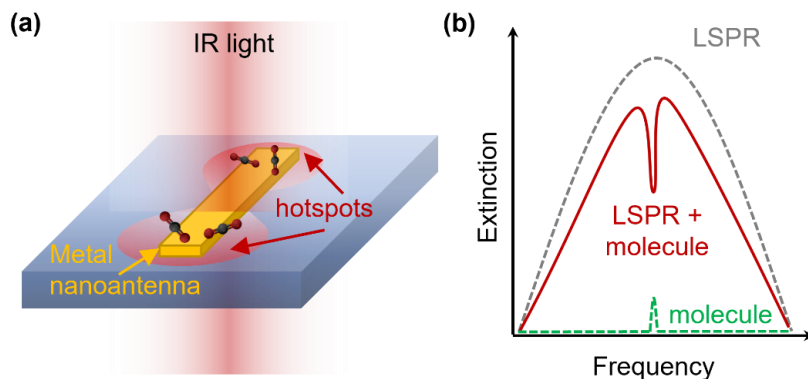 (a)
IR light
hotspots
Metal
nanoantenna
(b)
LSPR
Extinction
LSPR +
molecule
molecule
Frequency